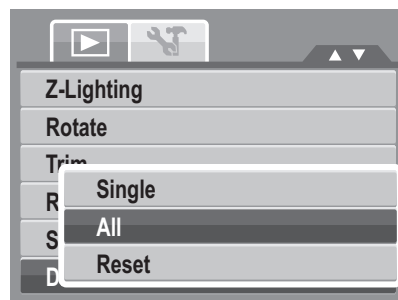 Z-Lighting
Rotate
Trim
R
Single
S
All
D
Reset